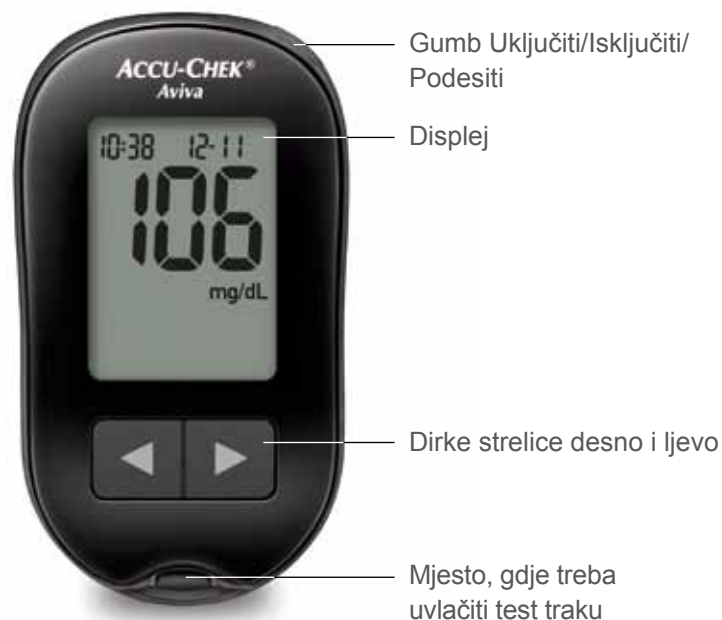 Gumb Uključiti/Isključiti/
Podesiti
ACCU-CHEK®
Aviva
Displej
10:38 12-11
106
mg/dL
Dirke strelice desno i ljevo
Mjesto, gdje treba
uvlačiti test traku